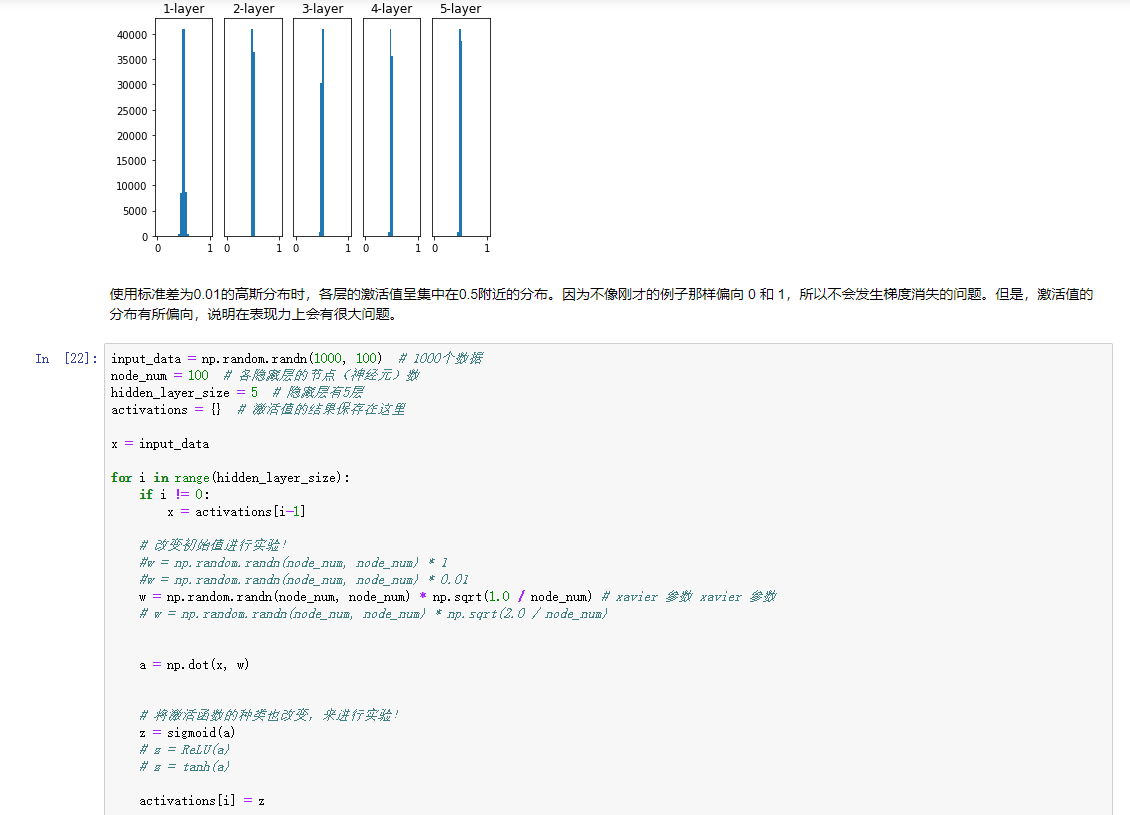 1-layer 2-layer 3-layer 4-layer 5-layer
40000
35000
30000
25000
20000
15000
10000
5000
0
0 1 0 1 0 1 0 1 0 1
使用标准差为0.01的高斯分布时，各层的激活值呈集中在0.5附近的分布。因为不像刚才的例子那样偏向 0 和 1，所以不会发生梯度消失的问题。但是，激活值的
分布有所偏向，说明在表现力上会有很大问题。
In [22]:
input_data = np.random.randn(1000, 100)  # 1000个数据
node_num = 100  # 各隐藏层的节点（神经元）数
hidden_layer_size = 5  # 隐藏层有5层
activations = {}  # 激活值的结果保存在这里
x = input_data
for i in range(hidden_layer_size):
    if i != 0:
        x = activations[i-1]
    # 改变初始值进行实验！
    #w = np.random.randn(node_num, node_num) * 1
    #w = np.random.randn(node_num, node_num) * 0.01
    w = np.random.randn(node_num, node_num) * np.sqrt(1.0 / node_num) # xavier 参数 xavier 参数
    # w = np.random.randn(node_num, node_num) * np.sqrt(2.0 / node_num)
    a = np.dot(x, w)
    # 将激活函数的种类也改变，来进行实验！
    z = sigmoid(a)
    # z = ReLU(a)
    # z = tanh(a)
    activations[i] = z